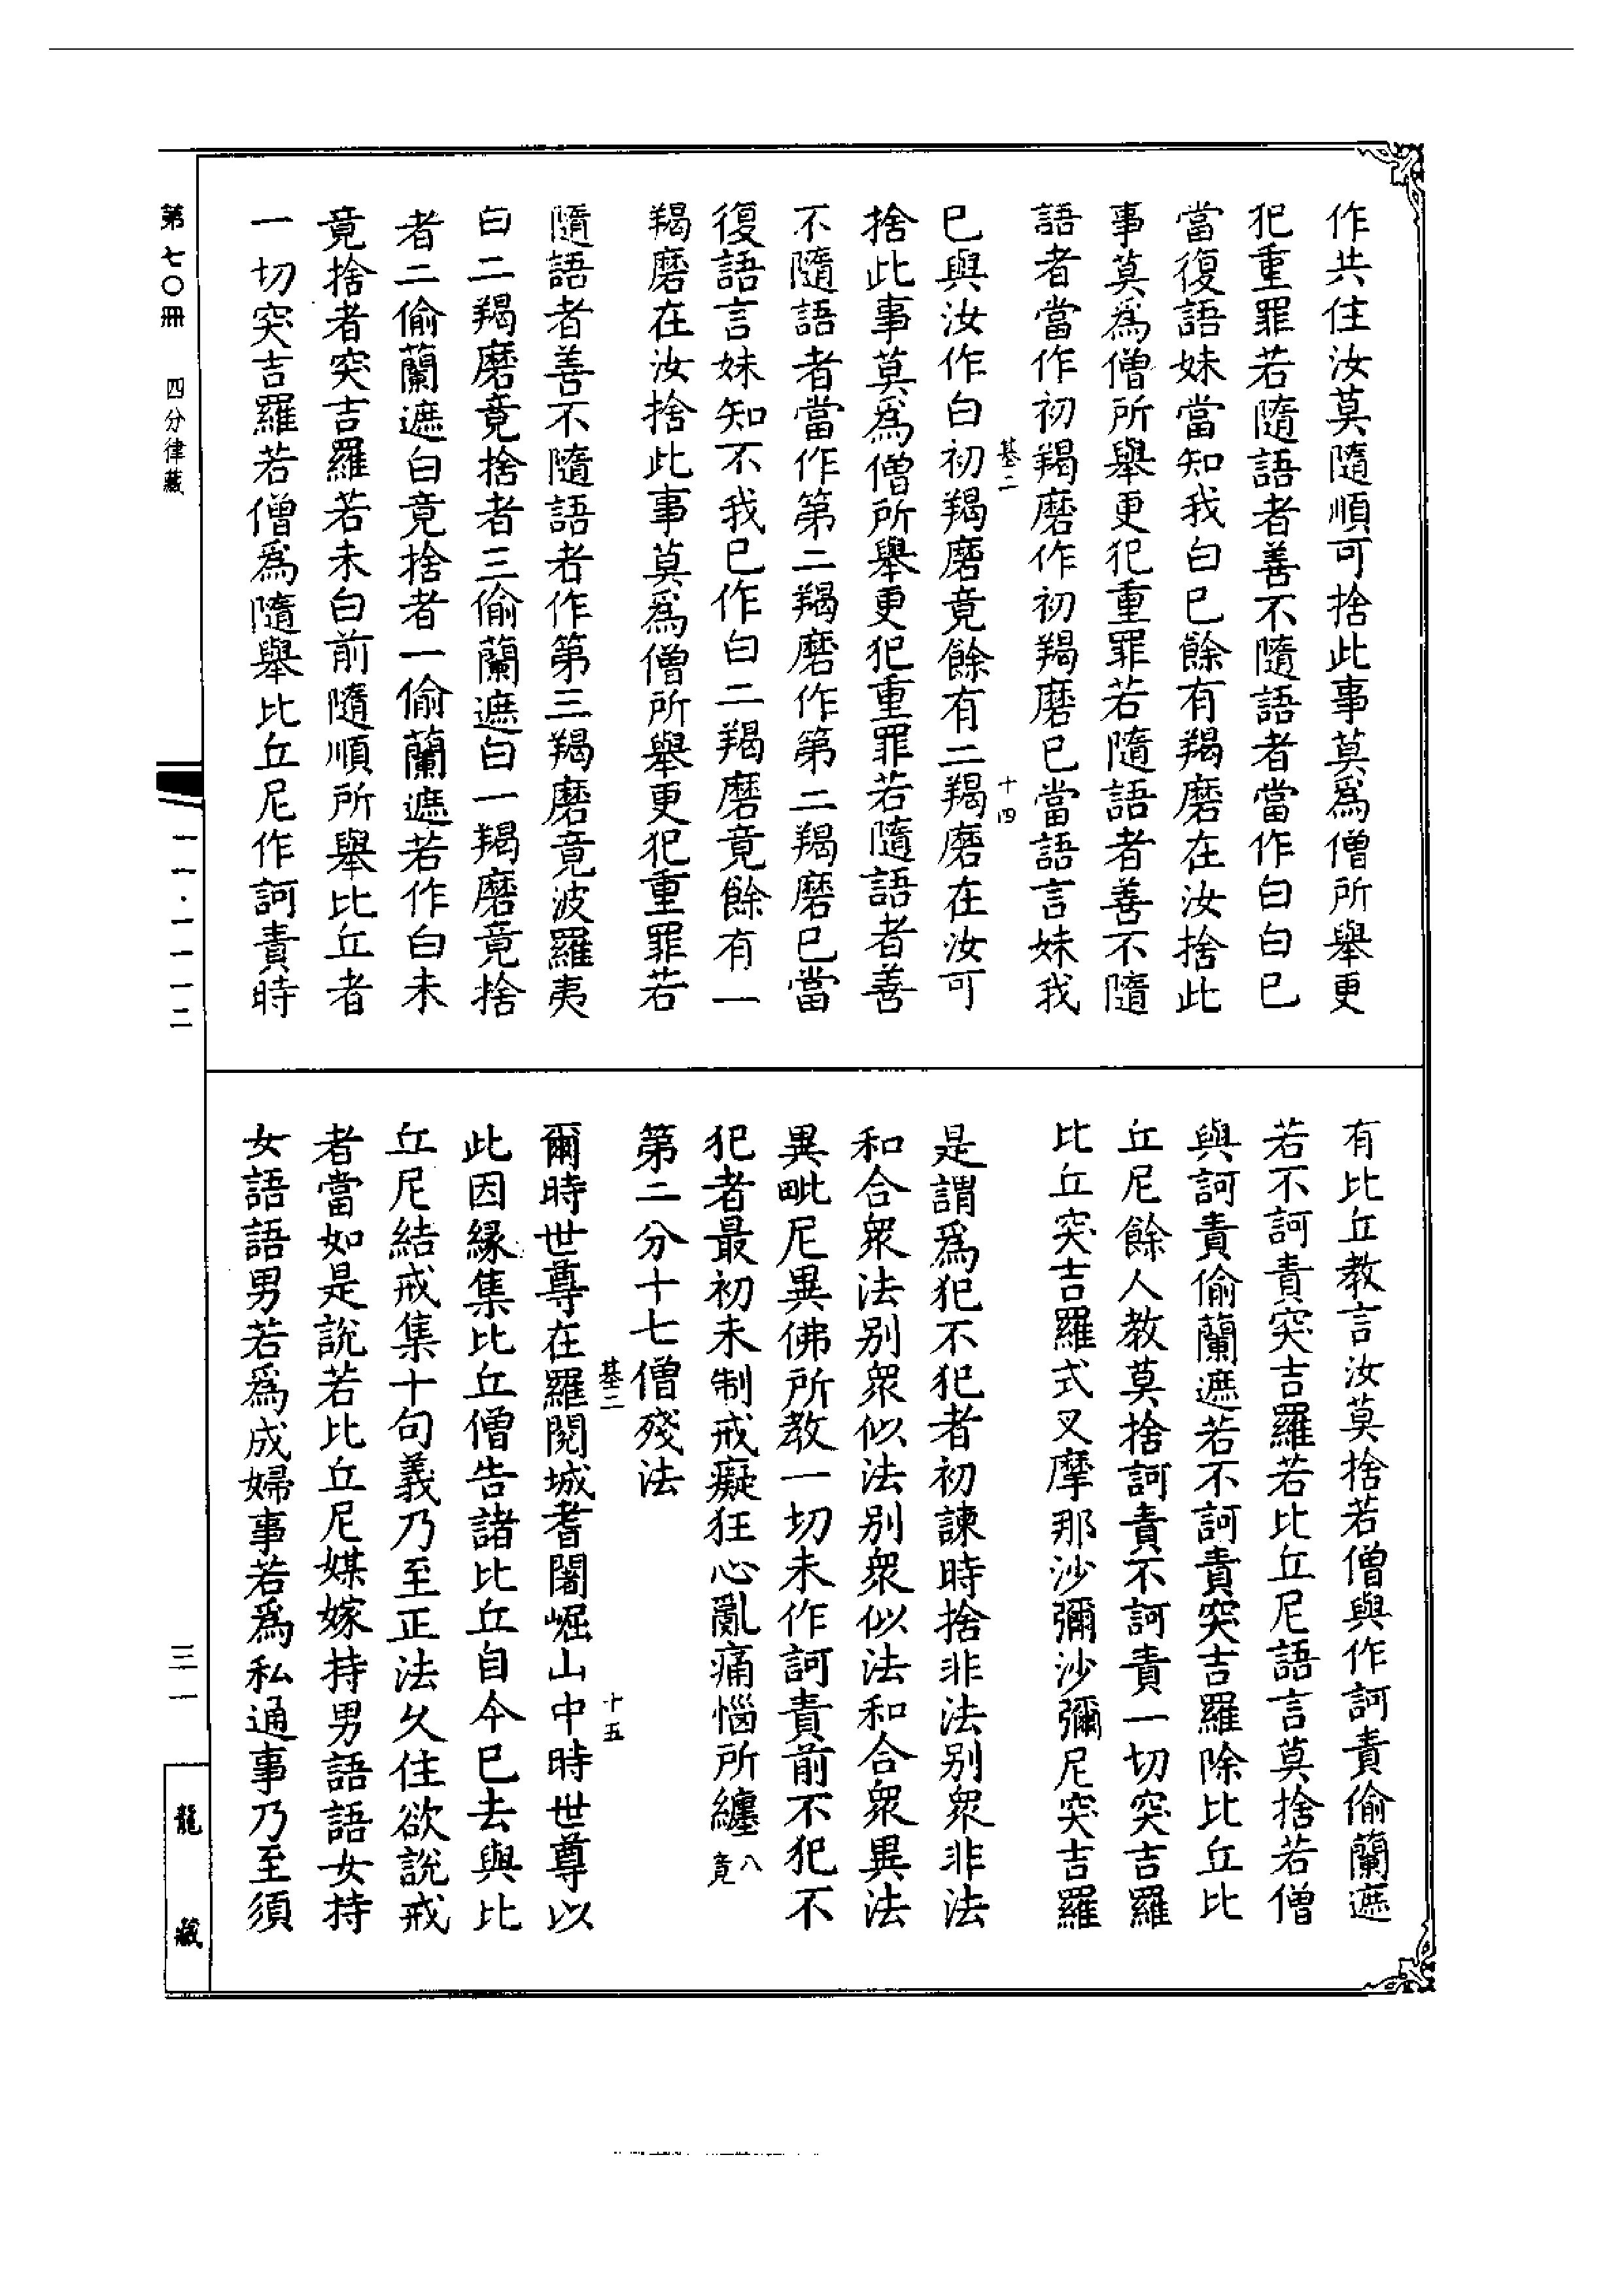 作共住汝莫隨順可捨此事莫爲僧所舉更
犯重罪若隨語者善不隨語者當作白白已
當復語妹當知我白已餘有羯磨在汝捨此
事莫爲僧所舉更犯重罪若隨語者善不隨
語者當作初羯磨作初羯磨已當語言妹我
基二
十四
已與汝作白初羯磨竟餘有二羯磨在汝可
捨此事莫爲僧所舉更犯重罪若隨語者善
不隨語者當作第二羯磨作第二羯磨已當
復語言妹知不我已作白二羯磨竟餘有一
羯磨在汝捨此事莫爲僧所舉更犯重罪若
隨語者善不隨語者作第三羯磨竟波羅夷
白二羯磨竟捨者三偷蘭遮白一羯磨竟捨
者二偷蘭遮白竟捨者一偷蘭遮若作白未
竟捨者突吉羅若未白前隨順所舉比丘者
一切突吉羅若僧爲隨舉比丘尼作訶責時
有比丘教言汝莫捨若僧與作訶責偷蘭遮
若不訶責突吉羅若比丘尼語言莫捨若僧
與訶責偷蘭遮若不訶責突吉羅除比丘比
丘尼餘人教莫捨訶責不訶責一切突吉羅
比丘突吉羅式叉摩那沙彌沙彌尼突吉羅
是謂爲犯不犯者初諫時捨非法別衆非法
和合衆法別衆似法別衆似法和合衆異法
異毗尼異佛所教一切未作訶責前不犯不
犯者最初未制戒癡狂心亂痛惱所纏八竟
第二分十七僧殘法
基二
十五
爾時世尊在羅閱城耆闍崛山中時世尊以
此因緣集比丘僧告諸比丘自今已去與比
丘尼結戒集十句義乃至正法久住欲說戒
者當如是說若比丘尼媒嫁持男語語女持
女語語男若爲成婦事若爲私通事乃至須
第七〇冊
四分律藏
一一·一一一二
三一
龍藏